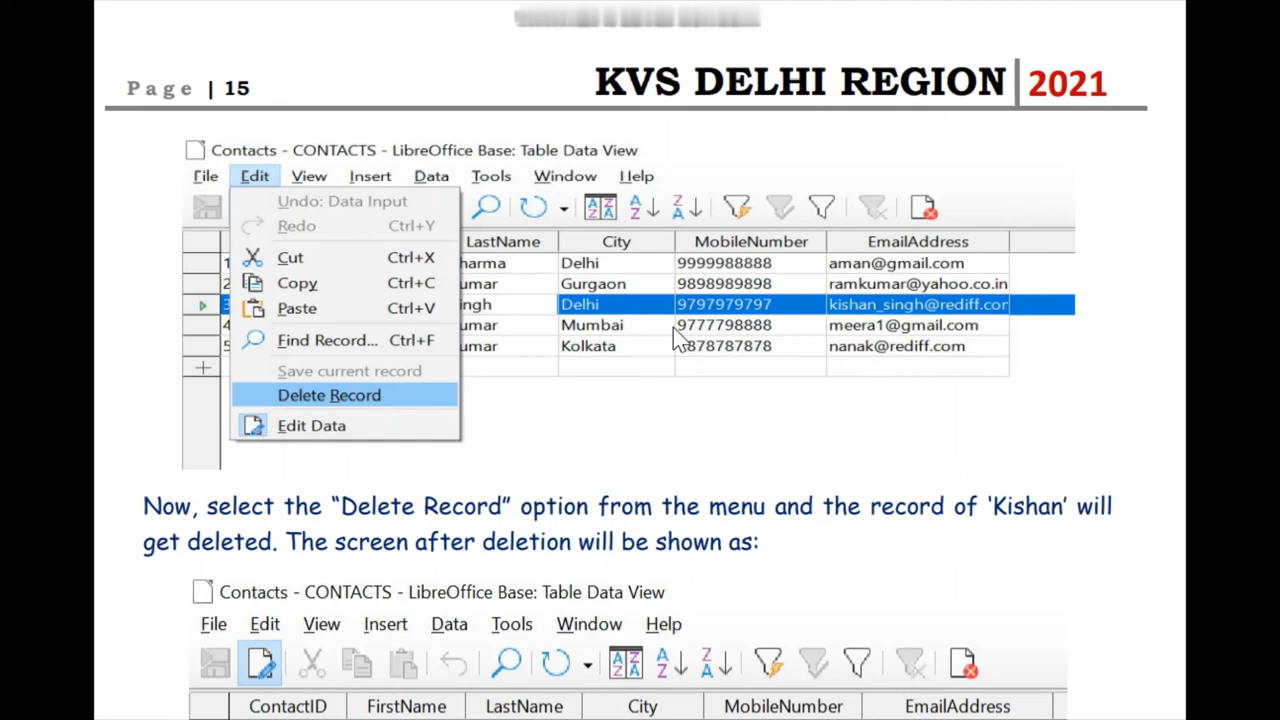 Page | 15
KVS DELHI REGION 2021
Contacts - CONTACTS - LibreOffice Base: Table Data View
File Edit View Insert Data Tools Window Help
Undo: Data Input
Redo Ctrl+Y
Cut Ctrl+X
Copy Ctrl+C
Paste Ctrl+V
Find Record... Ctrl+F
Save current record
Delete Record
Edit Data
LastName City MobileNumber EmailAddress
1 harma Delhi 9999988888 aman@gmail.com
2 umar Gurgaon 9898989898 ramkumar@yahoo.co.in
3 ingh Delhi 9797979797 kishan_singh@rediff.cor
4 umar Mumbai 9777798888 meera1@gmail.com
5 umar Kolkata 878787878 nanak@rediff.com
Now, select the “Delete Record” option from the menu and the record of ‘Kishan’ will
get deleted. The screen after deletion will be shown as:
Contacts - CONTACTS - LibreOffice Base: Table Data View
File Edit View Insert Data Tools Window Help
ContactID FirstName LastName City MobileNumber EmailAddress